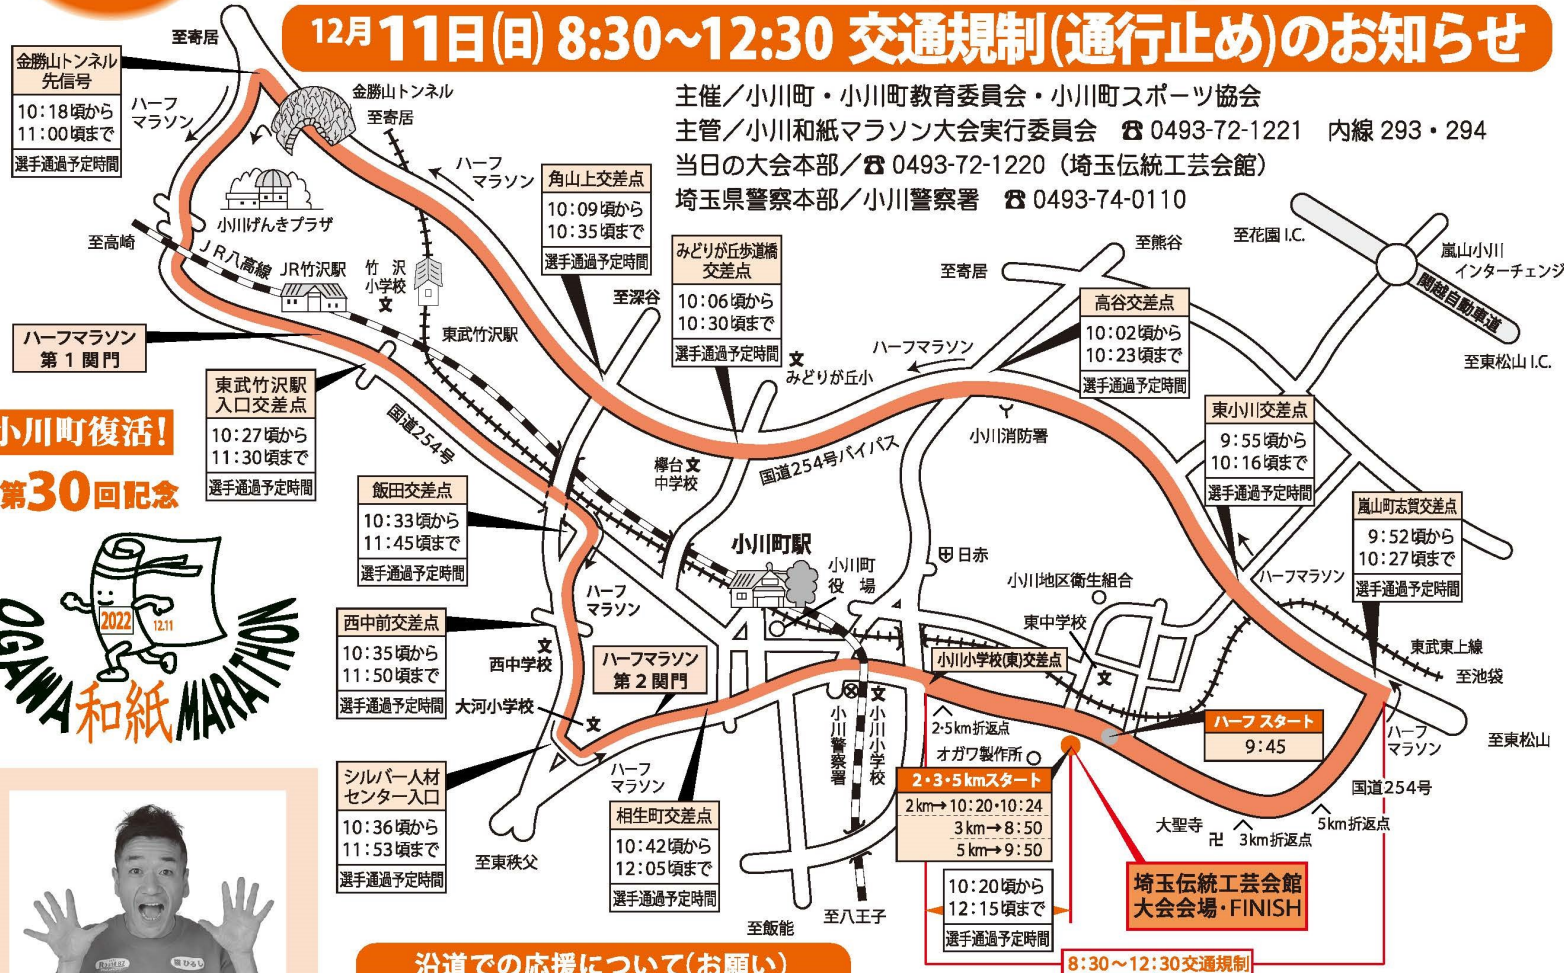 12月11日(日) 8:30〜12:30 交通規制(通行止め)のお知らせ
主催／小川町・小川町教育委員会・小川町スポーツ協会
主管／小川和紙マラソン大会実行委員会 ☎ 0493-72-1221 内線 293・294
当日の大会本部／☎ 0493-72-1220（埼玉伝統工芸会館）
埼玉県警察本部／小川警察署 ☎ 0493-74-0110
至寄居
金勝山トンネル
先信号
10:18頃から
11:00頃まで
選手通過予定時間
ハーフ
マラソン
金勝山トンネル
至寄居
ハーフ
マラソン
小川げんきプラザ
至高崎
JR八高線
JR竹沢駅
竹沢
小学校
文
東武竹沢駅
角山上交差点
10:09頃から
10:35頃まで
選手通過予定時間
至深谷
みどりが丘歩道橋
交差点
10:06頃から
10:30頃まで
選手通過予定時間
文
みどりが丘小
ハーフマラソン
至寄居
至熊谷
高谷交差点
10:02頃から
10:23頃まで
選手通過予定時間
至花園 I.C.
嵐山小川
インターチェンジ
関越自動車道
至東松山 I.C.
ハーフマラソン
第1関門
東武竹沢駅
入口交差点
10:27頃から
11:30頃まで
選手通過予定時間
国道254号
小川消防署
国道254号バイパス
欅台
中学校
文
東小川交差点
9:55頃から
10:16頃まで
選手通過予定時間
嵐山町志賀交差点
9:52頃から
10:27頃まで
選手通過予定時間
小川町復活!
第30回記念
2022
12.11
OGAWA
和紙
MARATHON
飯田交差点
10:33頃から
11:45頃まで
選手通過予定時間
ハーフ
マラソン
小川町駅
小川町
役場
日赤
小川地区衛生組合
東中学校
文
ハーフマラソン
東武東上線
至池袋
西中前交差点
10:35頃から
11:50頃まで
選手通過予定時間
文
西中学校
大河小学校
文
ハーフマラソン
第2関門
小川小学校(東)交差点
2・5km折返点
オガワ製作所
小川警察署
文
小川小学校
ハーフ スタート
9:45
ハーフ
マラソン
至東松山
国道254号
シルバー人材
センター入口
10:36頃から
11:53頃まで
選手通過予定時間
ハーフ
マラソン
至東秩父
相生町交差点
10:42頃から
12:05頃まで
選手通過予定時間
2・3・5kmスタート
2km→10:20・10:24
3km→8:50
5km→9:50
大聖寺
卍
3km折返点
5km折返点
10:20頃から
12:15頃まで
選手通過予定時間
埼玉伝統工芸会館
大会会場・FINISH
至飯能
至八王子
8:30〜12:30交通規制
沿道での応援について(お願い)